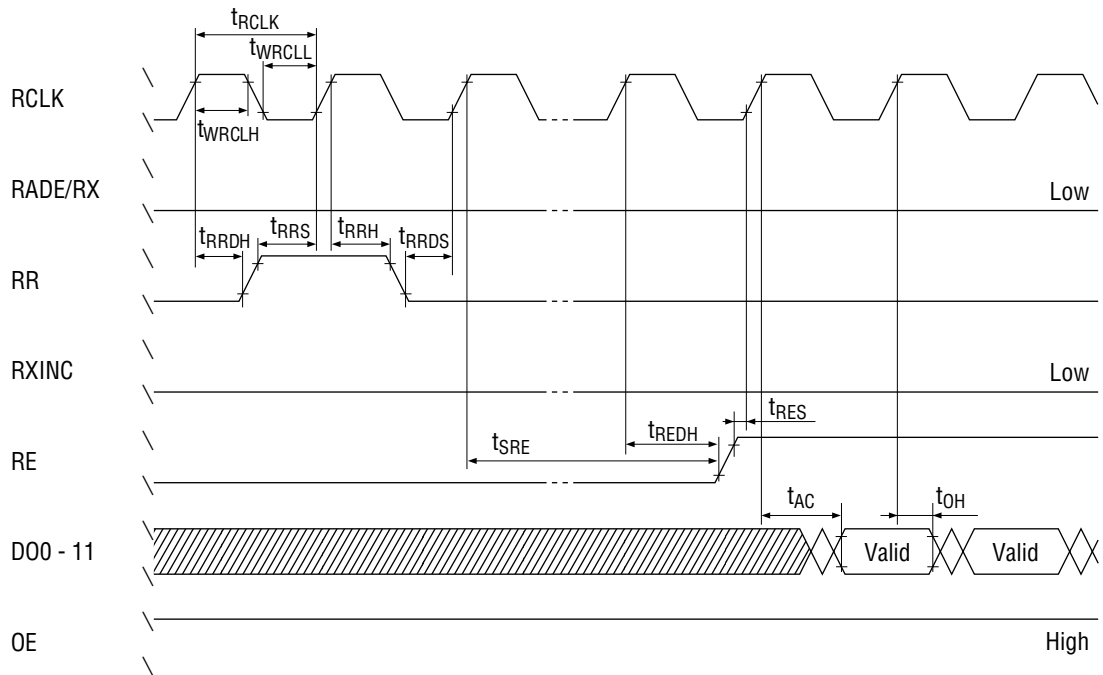 tRCLK
tWRCLL
RCLK
tWRCLH
RADE/RX
Low
tRRDH
tRRS
tRRH
tRRDS
RR
RXINC
Low
tRES
tREDH
tSRE
RE
tAC
tOH
DO0 - 11
Valid
Valid
OE
High